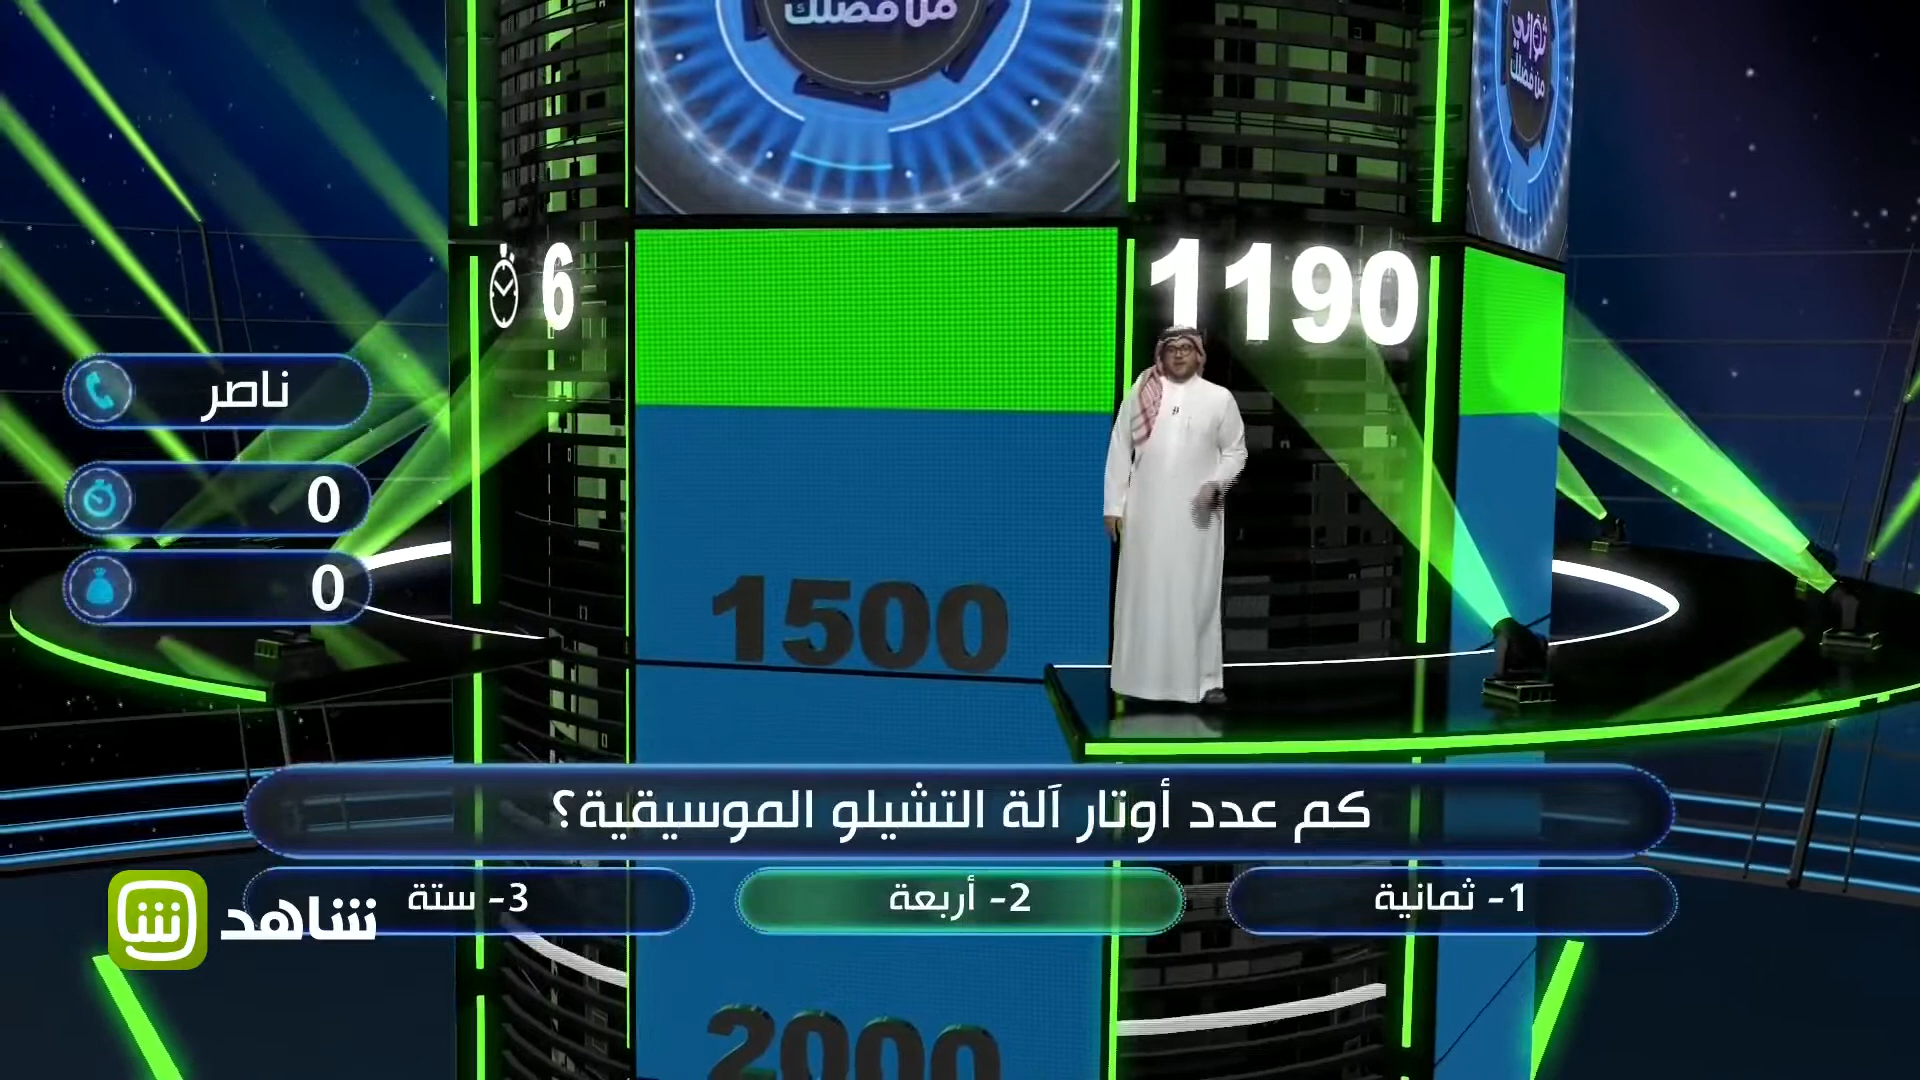 من فضلك
ثواني
من فضلك
6
1190
ناصر
0
0
1500
كم عدد أوتار آلة التشيلو الموسيقية؟
1- ثمانية
2- أربعة
3- ستة
شاهد
2000